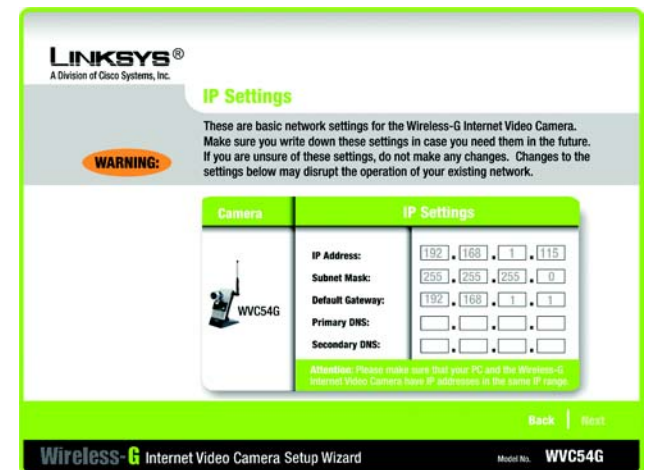 LINKSYS®
A Division of Cisco Systems, Inc.
IP Settings
WARNING:
These are basic network settings for the Wireless-G Internet Video Camera.
Make sure you write down these settings in case you need them in the future.
If you are unsure of these settings, do not make any changes. Changes to the
settings below may disrupt the operation of your existing network.
Camera
IP Settings
WVC54G
IP Address: 192 . 168 . 1 . 115
Subnet Mask: 255 . 255 . 255 . 0
Default Gateway: 192 . 168 . 1 . 1
Primary DNS: . . .
Secondary DNS: . . .
Attention: Please make sure that your PC and the Wireless-G
Internet Video Camera have IP addresses in the same IP range.
Back | Next
Wireless-G Internet Video Camera Setup Wizard
Model No. WVC54G